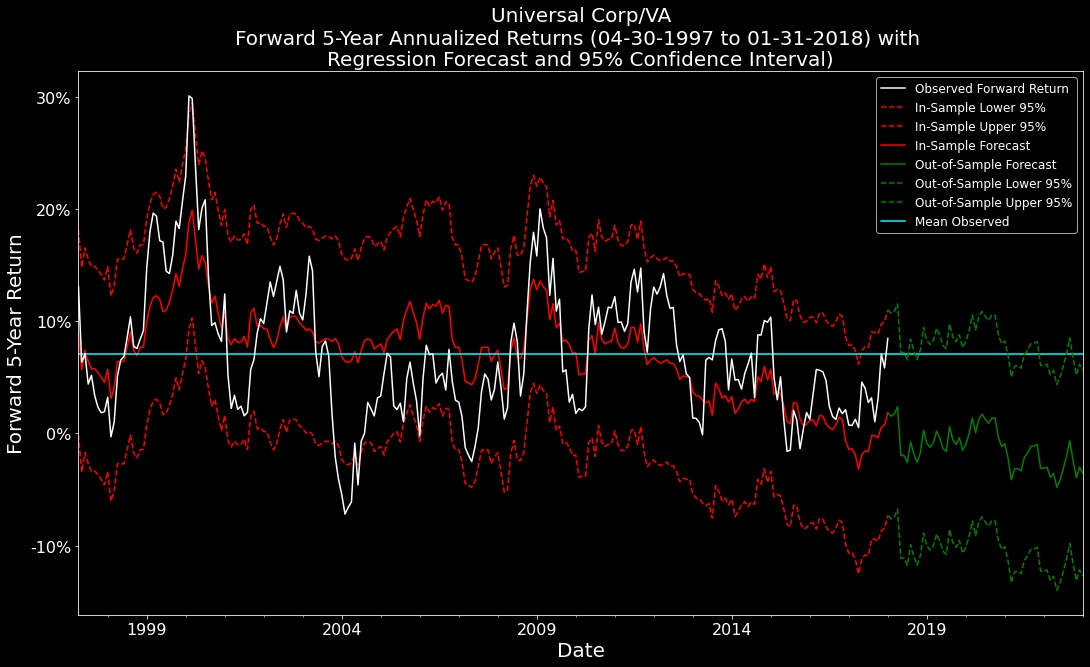 Universal Corp/VA
Forward 5-Year Annualized Returns (04-30-1997 to 01-31-2018) with
Regression Forecast and 95% Confidence Interval)
Observed Forward Return
In-Sample Lower 95%
In-Sample Upper 95%
In-Sample Forecast
Out-of-Sample Forecast
Out-of-Sample Lower 95%
Out-of-Sample Upper 95%
Mean Observed
Forward 5-Year Return
30%
20%
10%
0%
-10%
1999
2004
2009
2014
2019
Date